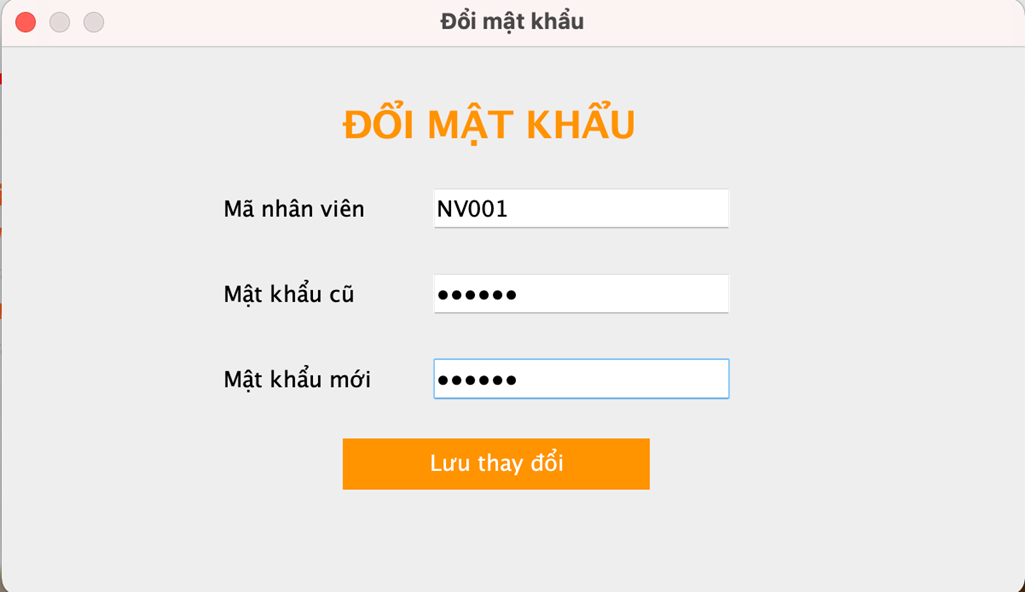 Đổi mật khẩu
ĐỔI MẬT KHẨU
Mã nhân viên NV001
Mật khẩu cũ ••••••
Mật khẩu mới ••••••
Lưu thay đổi